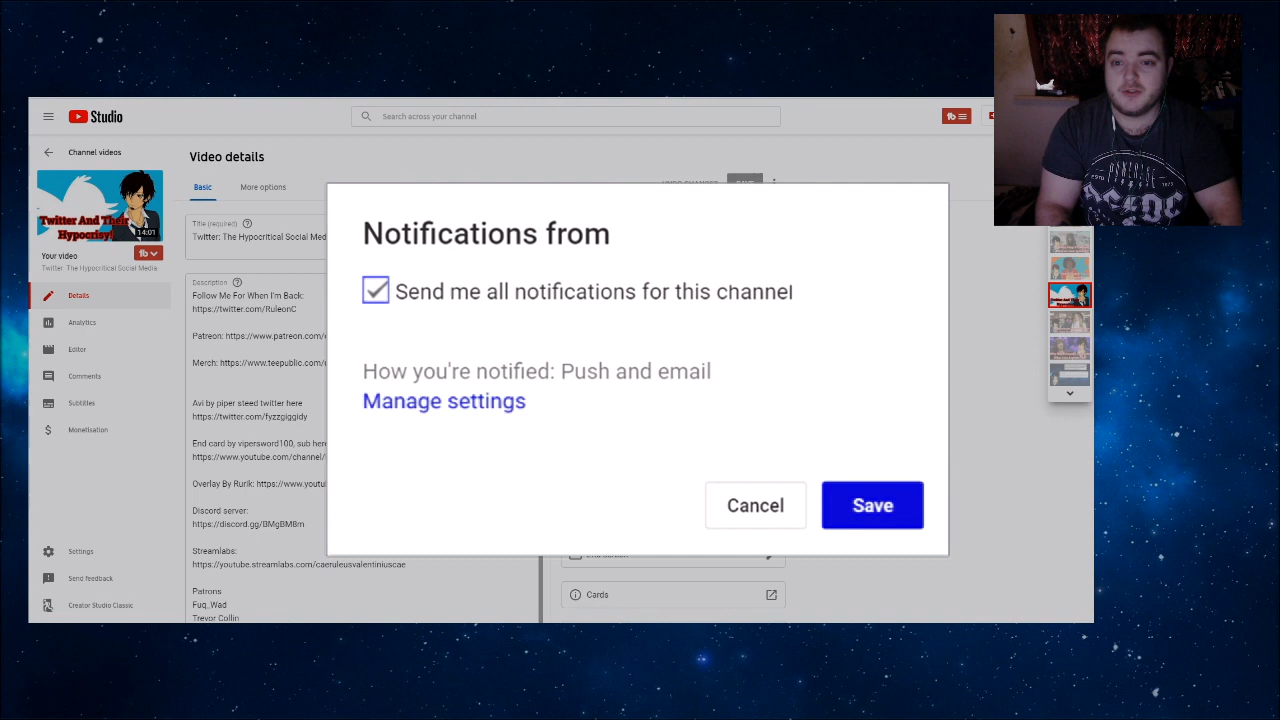 Studio
Search across your channel
Channel videos
Video details
Basic
More options
Twitter And Their
Hypocrisy!
14:01
Your video
Twitter The Hypocritical Social Media
Title (required)
Twitter: The Hypocritical Social Med
Details
Analytics
Editor
Comments
Subtitles
Monetisation
Settings
Send feedback
Creator Studio Classic
Description
Follow Me For When I'm Back:
https://twitter.com/RuleonC
Patreon: https://www.patreon.com/
Merch: https://www.teepublic.com/
Avi by piper steed twitter here
https://twitter.com/fyzzgiggidy
End card by vipersword100, sub here
https://www.youtube.com/channel/
Overlay By Rurik: https://www.youtu
Discord server:
https://discord.gg/BMgBM8m
Streamlabs:
https://youtube.streamlabs.com/caeruleusvalentiniuscae
Patrons
Fuq_Wad
Trevor Collin
Notifications from
Send me all notifications for this channel
How you're notified: Push and email
Manage settings
Cancel
Save
Cards